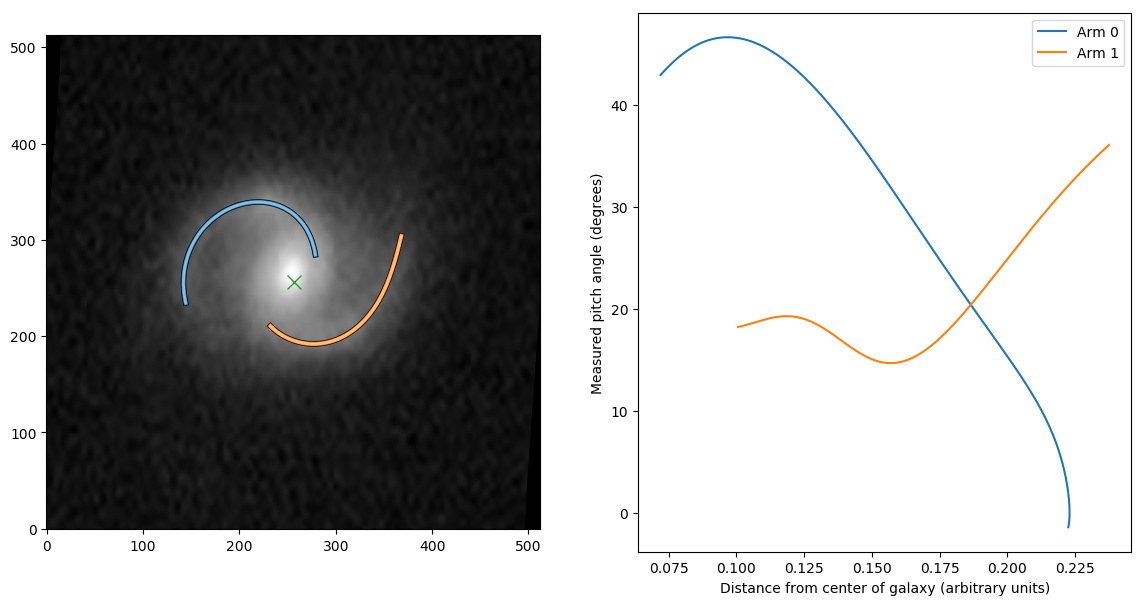 500
400
300
200
100
0
0 100 200 300 400 500
Measured pitch angle (degrees)
40
30
20
10
0
0.075 0.100 0.125 0.150 0.175 0.200 0.225
Distance from center of galaxy (arbitrary units)
Arm 0
Arm 1